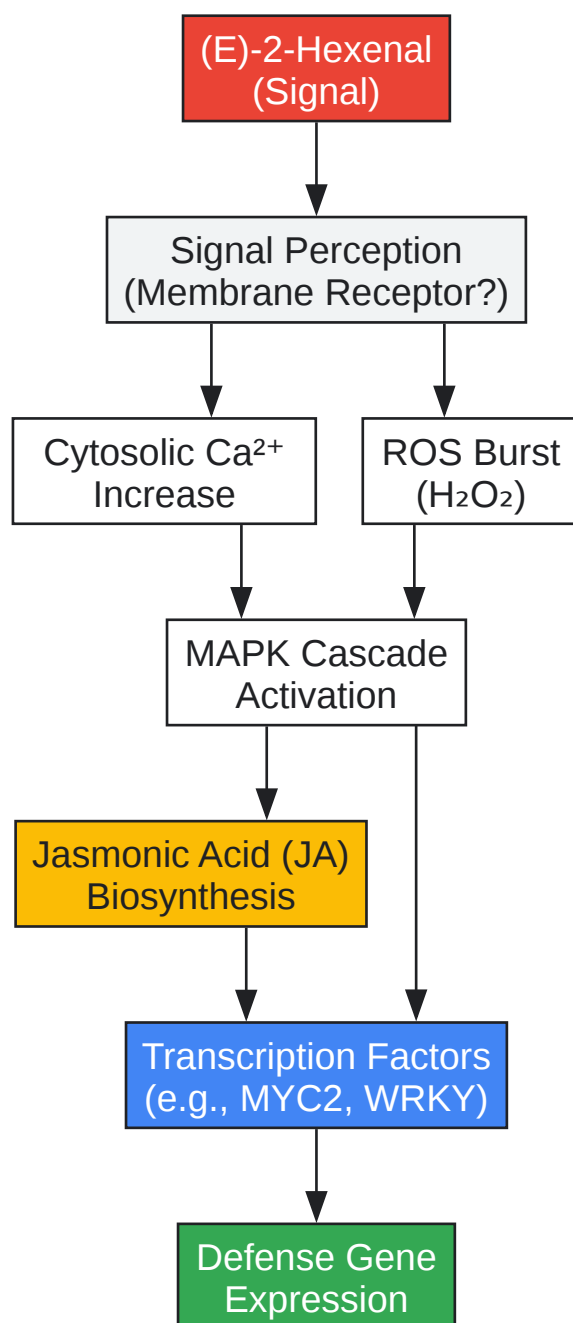 (E)-2-Hexenal
(Signal)
Signal Perception
(Membrane Receptor?)
Cytosolic Ca²⁺
Increase
ROS Burst
(H₂O₂)
MAPK Cascade
Activation
Jasmonic Acid (JA)
Biosynthesis
Transcription Factors
(e.g., MYC2, WRKY)
Defense Gene
Expression